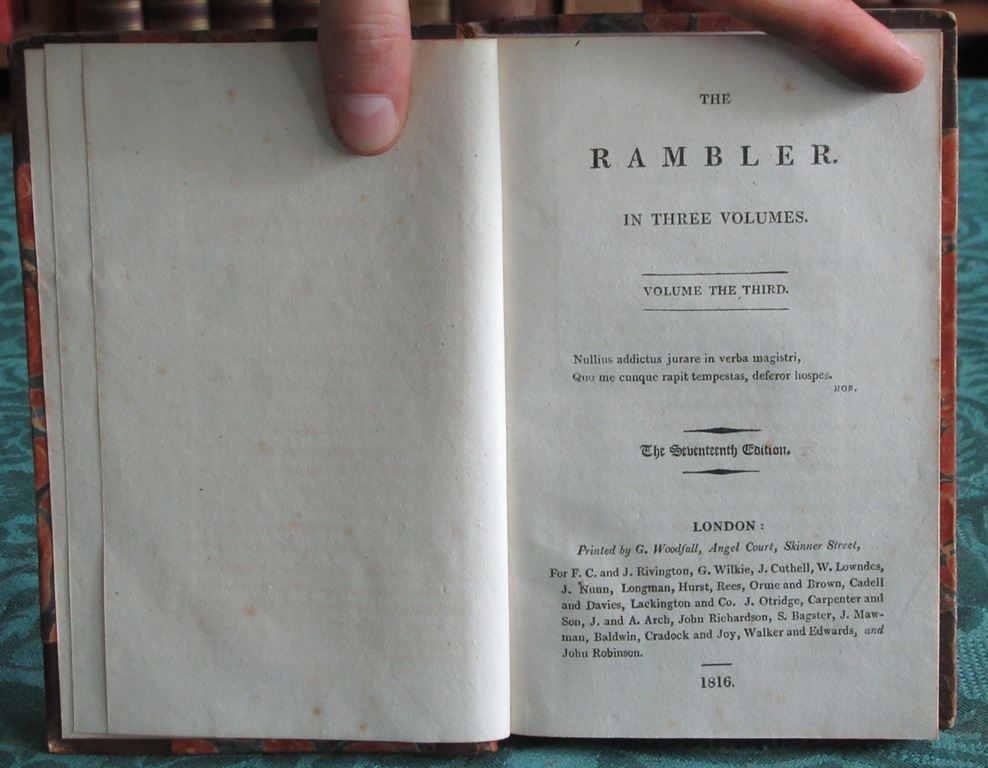 THE
RAMBLER.
IN THREE VOLUMES.
VOLUME THE THIRD.
Nullius addictus jurare in verba magistri,
Quo me cunque rapit tempestas, deferor hospes.
HOR.
The Seventeenth Edition.
LONDON:
Printed by G. Woodfall, Angel Court, Skinner Street,
For F. C. and J. Rivington, G. Wilkie, J. Cuthell, W. Lowndes,
J. Nunn, Longman, Hurst, Rees, Orme and Brown, Cadell
and Davies, Lackington and Co. J. Otridge, Carpenter and
Son, J. and A. Arch, John Richardson, S. Bagster, J. Maw-
man, Baldwin, Cradock and Joy, Walker and Edwards, and
John Robinson.
1816.